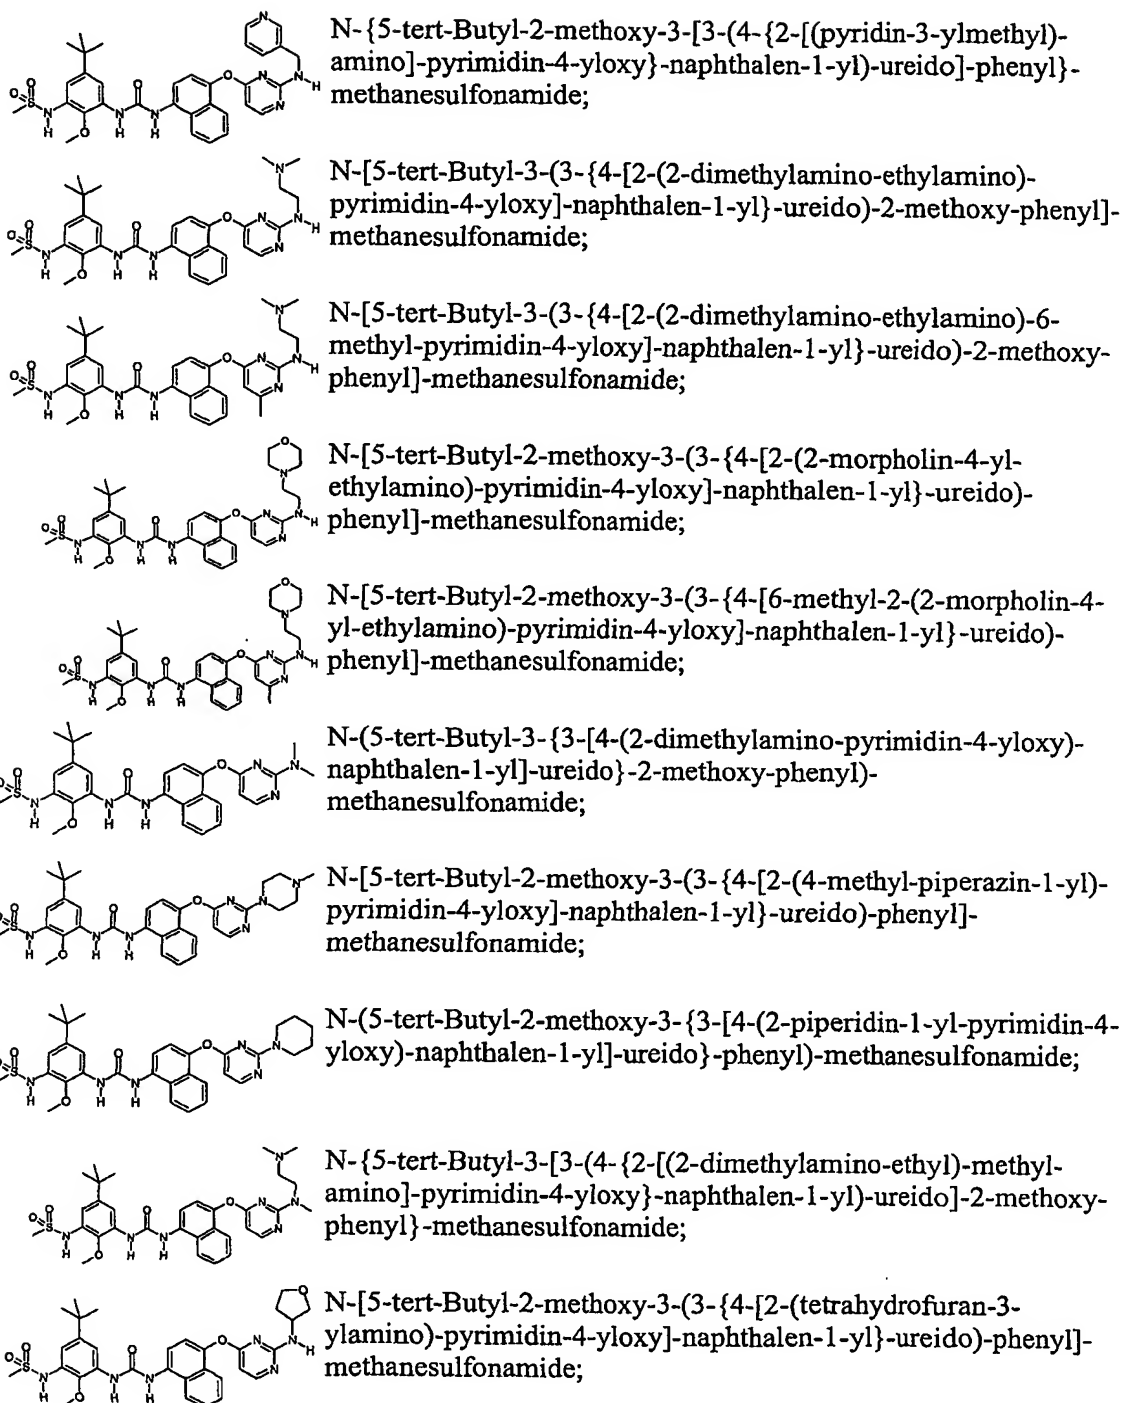 N-{5-tert-Butyl-2-methoxy-3-[3-(4-{2-[(pyridin-3-ylmethyl)-
amino]-pyrimidin-4-yloxy}-naphthalen-1-yl)-ureido]-phenyl}-
methanesulfonamide;
N-[5-tert-Butyl-3-(3-{4-[2-(2-dimethylamino-ethylamino)-
pyrimidin-4-yloxy]-naphthalen-1-yl}-ureido)-2-methoxy-phenyl]-
methanesulfonamide;
N-[5-tert-Butyl-3-(3-{4-[2-(2-dimethylamino-ethylamino)-6-
methyl-pyrimidin-4-yloxy]-naphthalen-1-yl}-ureido)-2-methoxy-
phenyl]-methanesulfonamide;
N-[5-tert-Butyl-2-methoxy-3-(3-{4-[2-(2-morpholin-4-yl-
ethylamino)-pyrimidin-4-yloxy]-naphthalen-1-yl}-ureido)-
phenyl]-methanesulfonamide;
N-[5-tert-Butyl-2-methoxy-3-(3-{4-[6-methyl-2-(2-morpholin-4-
yl-ethylamino)-pyrimidin-4-yloxy]-naphthalen-1-yl}-ureido)-
phenyl]-methanesulfonamide;
N-(5-tert-Butyl-3-{3-[4-(2-dimethylamino-pyrimidin-4-yloxy)-
naphthalen-1-yl]-ureido}-2-methoxy-phenyl)-
methanesulfonamide;
N-[5-tert-Butyl-2-methoxy-3-(3-{4-[2-(4-methyl-piperazin-1-yl)-
pyrimidin-4-yloxy]-naphthalen-1-yl}-ureido)-phenyl]-
methanesulfonamide;
N-(5-tert-Butyl-2-methoxy-3-{3-[4-(2-piperidin-1-yl-pyrimidin-4-
yloxy)-naphthalen-1-yl]-ureido}-phenyl)-methanesulfonamide;
N-{5-tert-Butyl-3-[3-(4-{2-[(2-dimethylamino-ethyl)-methyl-
amino]-pyrimidin-4-yloxy}-naphthalen-1-yl)-ureido]-2-methoxy-
phenyl}-methanesulfonamide;
N-[5-tert-Butyl-2-methoxy-3-(3-{4-[2-(tetrahydrofuran-3-
ylamino)-pyrimidin-4-yloxy]-naphthalen-1-yl}-ureido)-phenyl]-
methanesulfonamide;